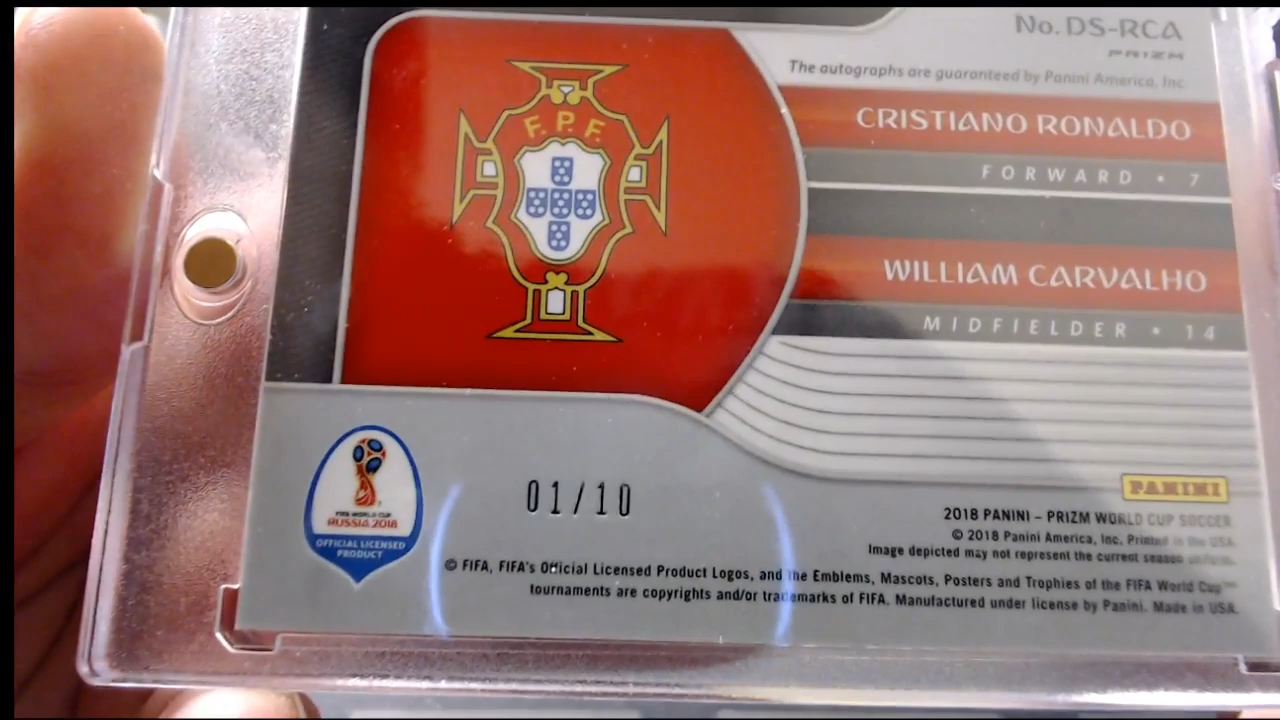 No. DS-RCA
PRIZM
The autographs are guaranteed by Panini America, Inc.
CRISTIANO RONALDO
FORWARD • 7
WILLIAM CARVALHO
MIDFIELDER • 14
F.P.F.
FIFA WORLD CUP
RUSSIA 2018
OFFICIAL LICENSED
PRODUCT
01/10
PANINI
2018 PANINI – PRIZM WORLD CUP SOCCER
© 2018 Panini America, Inc. Printed in the USA.
Image depicted may not represent the current season uniform.
© FIFA, FIFA's Official Licensed Product Logos, and the Emblems, Mascots, Posters and Trophies of the FIFA World Cup™
tournaments are copyrights and/or trademarks of FIFA. Manufactured under license by Panini. Made in USA.